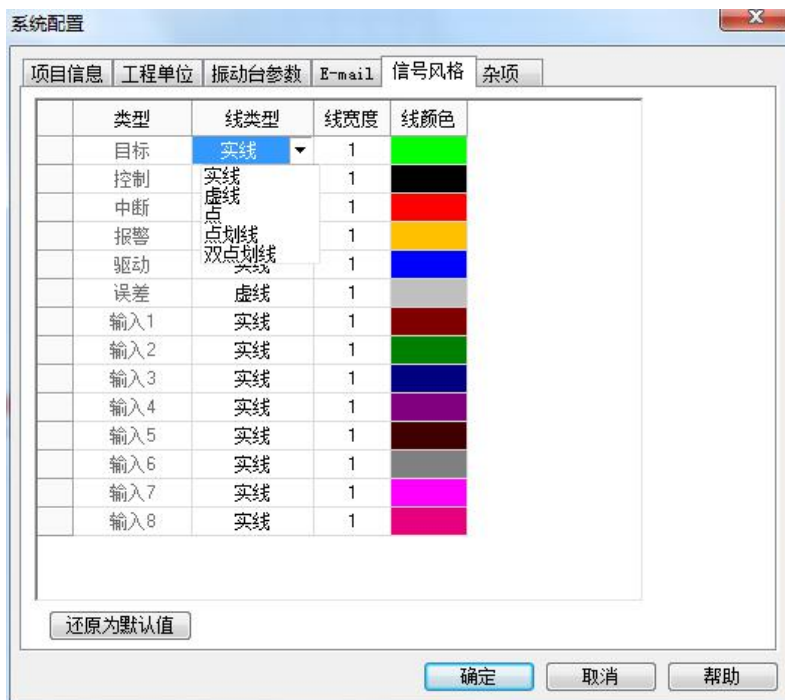 系统配置
项目信息 工程单位 振动台参数 E-mail 信号风格 杂项
类型 线类型 线宽度 线颜色
目标 实线 1
控制 实线 1
虚线
中断 点 1
报警 点划线 1
双点划线
驱动 实线 1
误差 虚线 1
输入1 实线 1
输入2 实线 1
输入3 实线 1
输入4 实线 1
输入5 实线 1
输入6 实线 1
输入7 实线 1
输入8 实线 1
还原为默认值
确定 取消 帮助